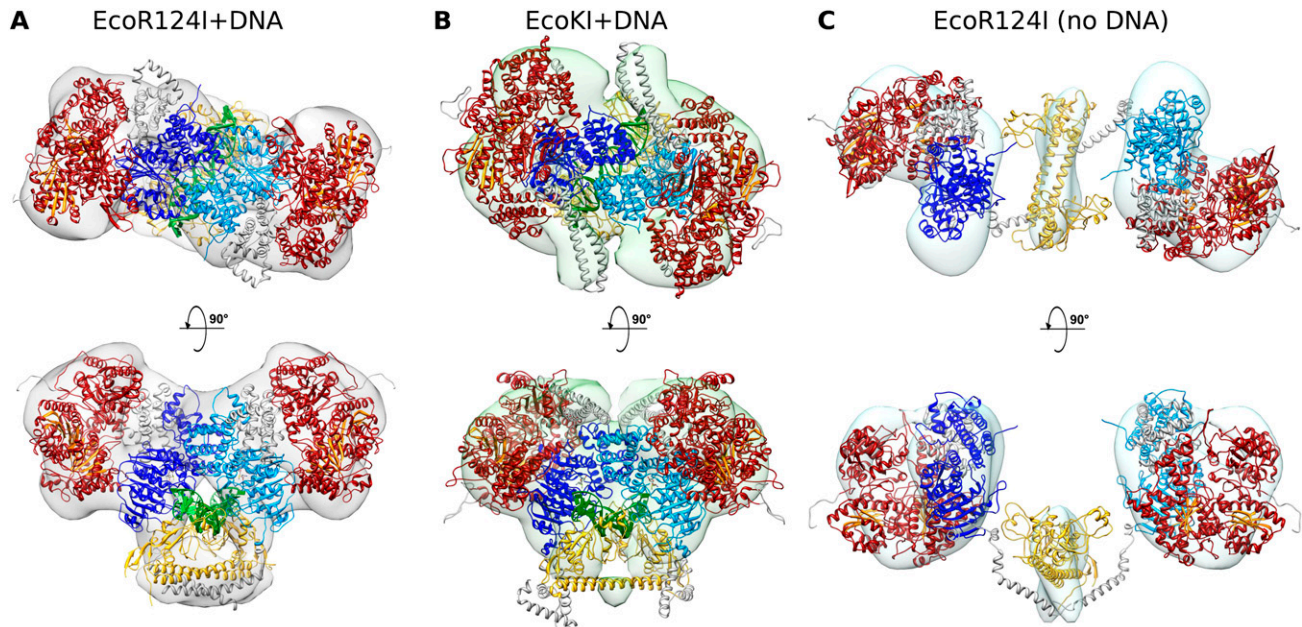 A EcoR124I+DNA
B EcoKI+DNA
C EcoR124I (no DNA)
90°
90°
90°